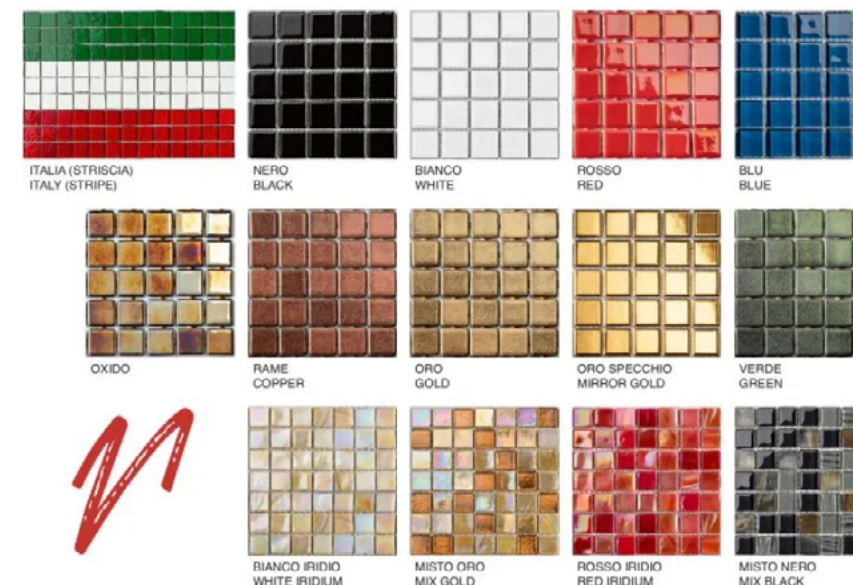 ITALIA (STRISCIA)
ITALY (STRIPE)
NERO
BLACK
BIANCO
WHITE
ROSSO
RED
BLU
BLUE
OXIDO
RAME
COPPER
ORO
GOLD
ORO SPECCHIO
MIRROR GOLD
VERDE
GREEN
BIANCO IRIDIO
WHITE IRIDIUM
MISTO ORO
MIX GOLD
ROSSO IRIDIO
RED IRIDIUM
MISTO NERO
MIX BLACK